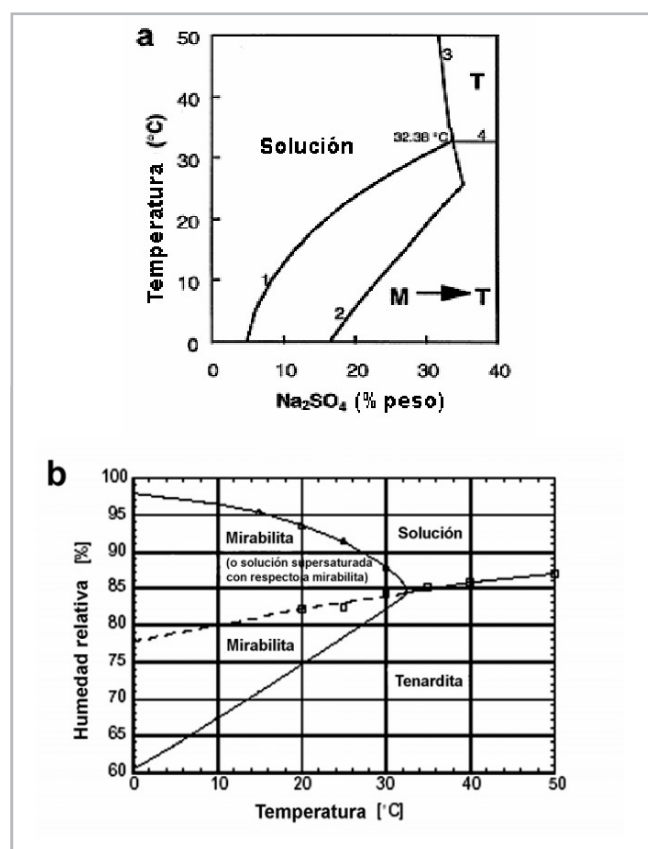 a
50
40
30
20
10
0
Temperatura (°C)
3
T
32.38 °C
4
Solución
1
2
M T
0 10 20 30 40
Na₂SO₄ (% peso)
b
100
95
90
85
80
75
70
65
60
Humedad relativa [%]
Mirabilita
(o solución supersaturada
con respecto a mirabilita)
Solución
Mirabilita
Tenardita
0 10 20 30 40 50
Temperatura [°C]